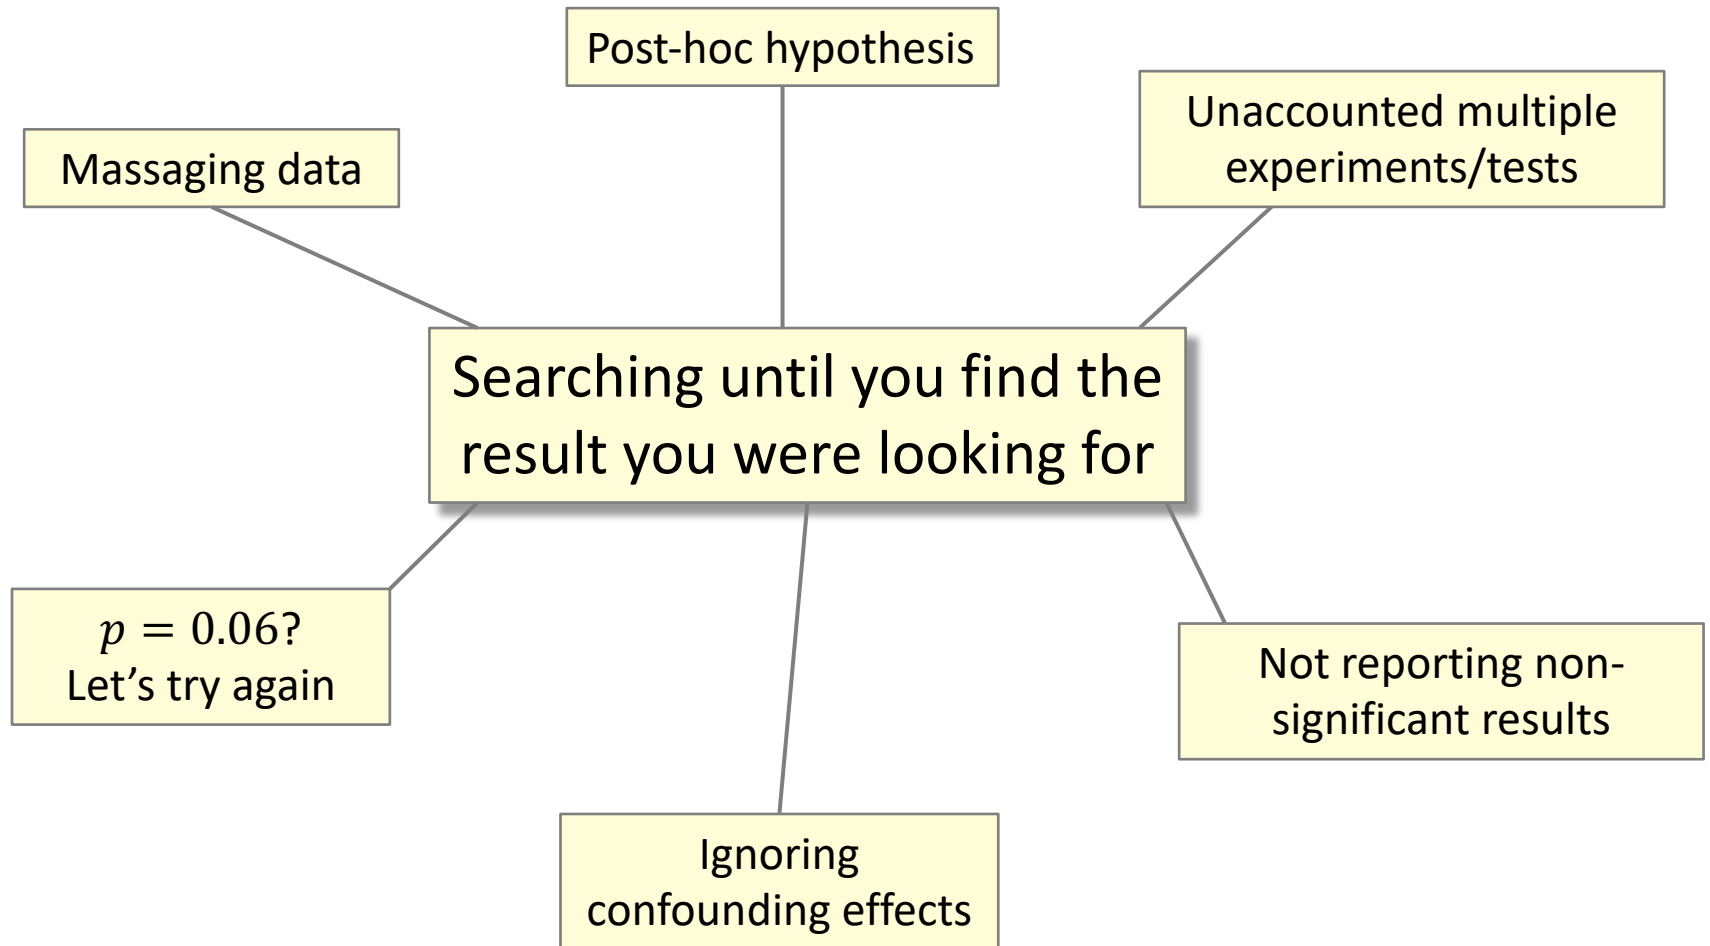 Post-hoc hypothesis
Unaccounted multiple
experiments/tests
Massaging data
Searching until you find the
result you were looking for
p = 0.06?
Let’s try again
Not reporting non-
significant results
Ignoring
confounding effects